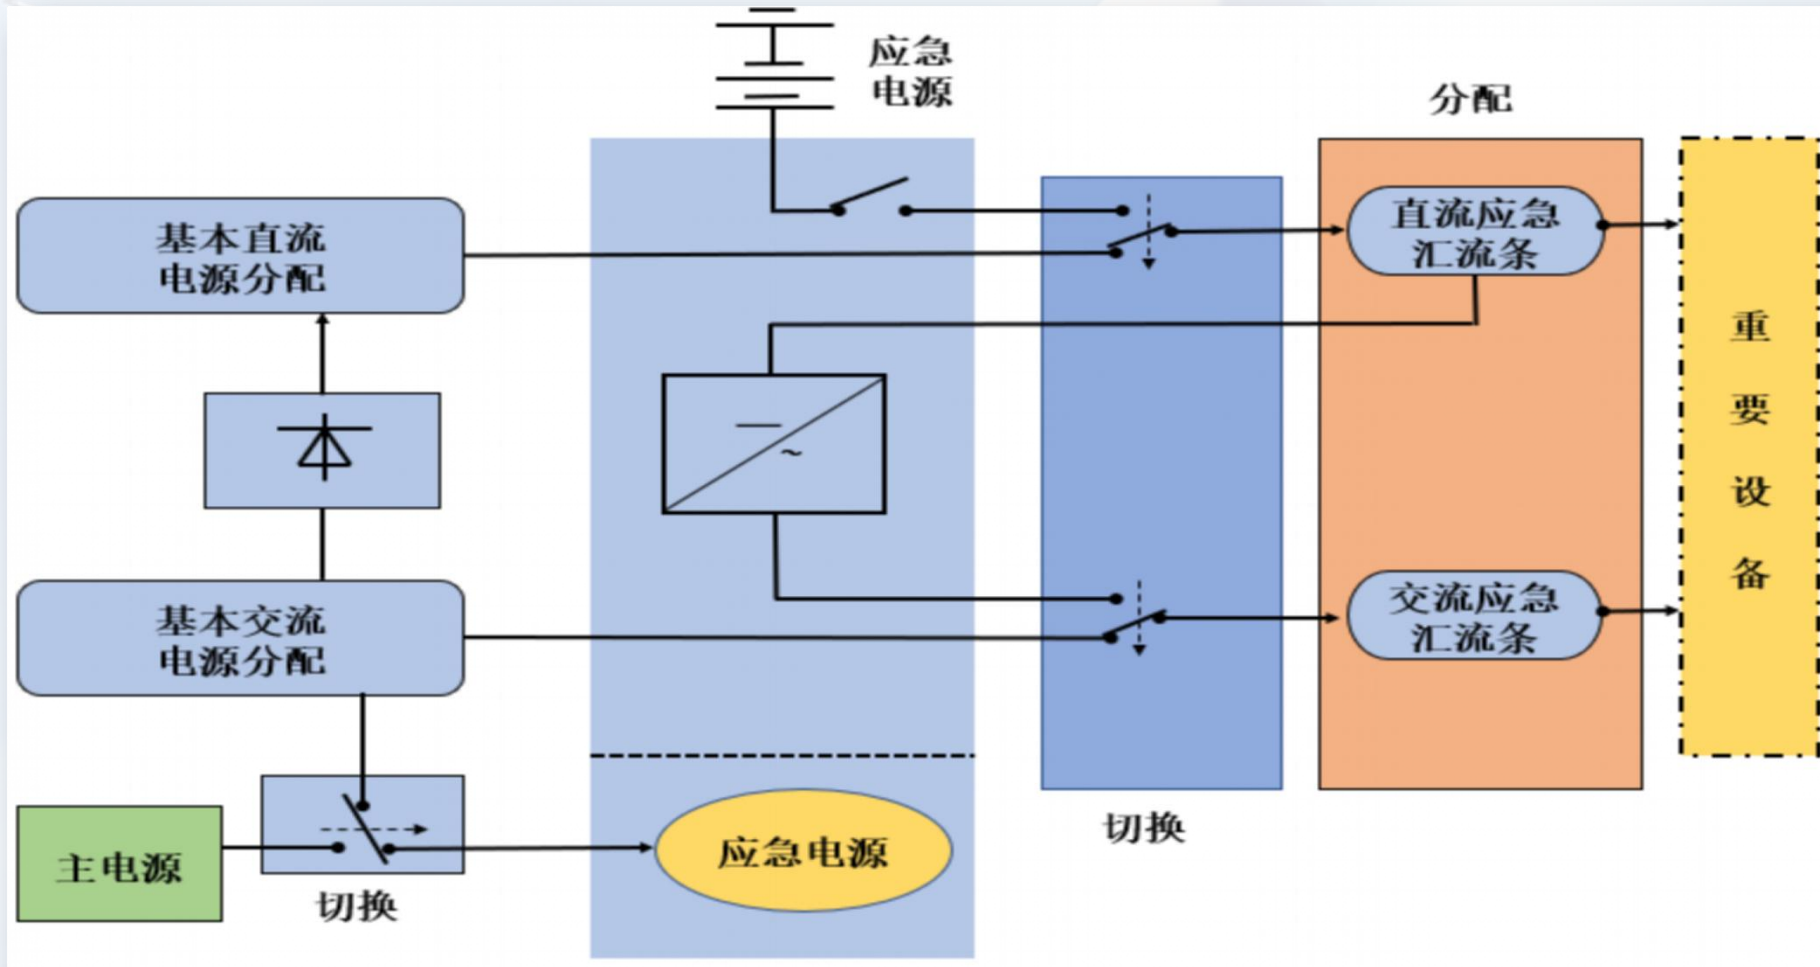 应急
电源
分配
基本直流
电源分配
直流应急
汇流条
重
要
设
备
~
基本交流
电源分配
交流应急
汇流条
主电源
切换
应急电源
切换